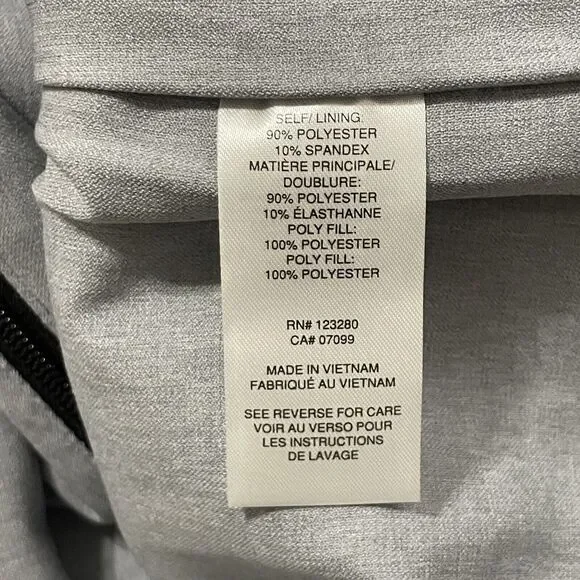 SELF/ LINING:
90% POLYESTER
10% SPANDEX
MATIÈRE PRINCIPALE/
DOUBLURE:
90% POLYESTER
10% ÉLASTHANNE
POLY FILL:
100% POLYESTER
POLY FILL:
100% POLYESTER
RN# 123280
CA# 07099
MADE IN VIETNAM
FABRIQUÉ AU VIETNAM
SEE REVERSE FOR CARE
VOIR AU VERSO POUR
LES INSTRUCTIONS
DE LAVAGE